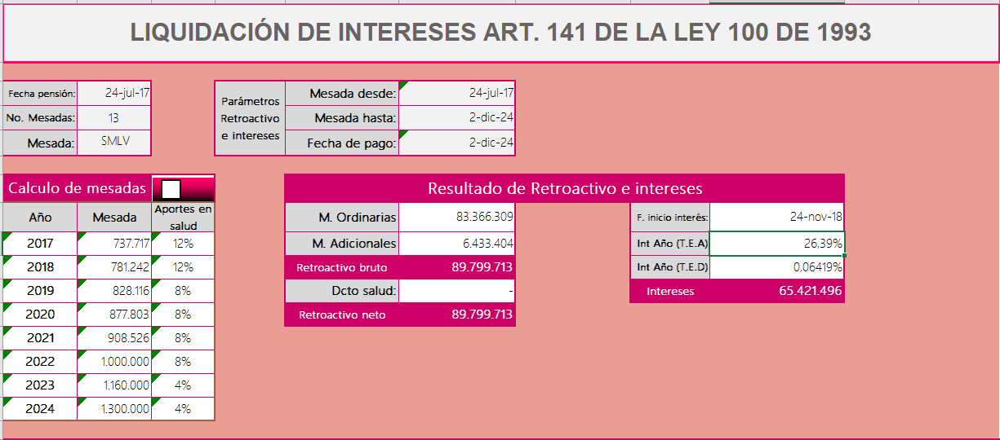 LIQUIDACIÓN DE INTERESES ART. 141 DE LA LEY 100 DE 1993
Fecha pensión: 24-jul-17
No. Mesadas: 13
Mesada: SMLV
Parámetros Retroactivo e intereses
Mesada desde: 24-jul-17
Mesada hasta: 2-dic-24
Fecha de pago: 2-dic-24
Calculo de mesadas
Año Mesada Aportes en salud
2017 737.717 12%
2018 781.242 12%
2019 828.116 8%
2020 877.803 8%
2021 908.526 8%
2022 1.000.000 8%
2023 1.160.000 4%
2024 1.300.000 4%
Resultado de Retroactivo e intereses
M. Ordinarias 83.366.309
M. Adicionales 6.433.404
Retroactivo bruto 89.799.713
Dcto salud: -
Retroactivo neto 89.799.713
F. inicio interés: 24-nov-18
Int Año (T.E.A) 26,39%
Int Año (T.E.D) 0,06419%
Intereses 65.421.496